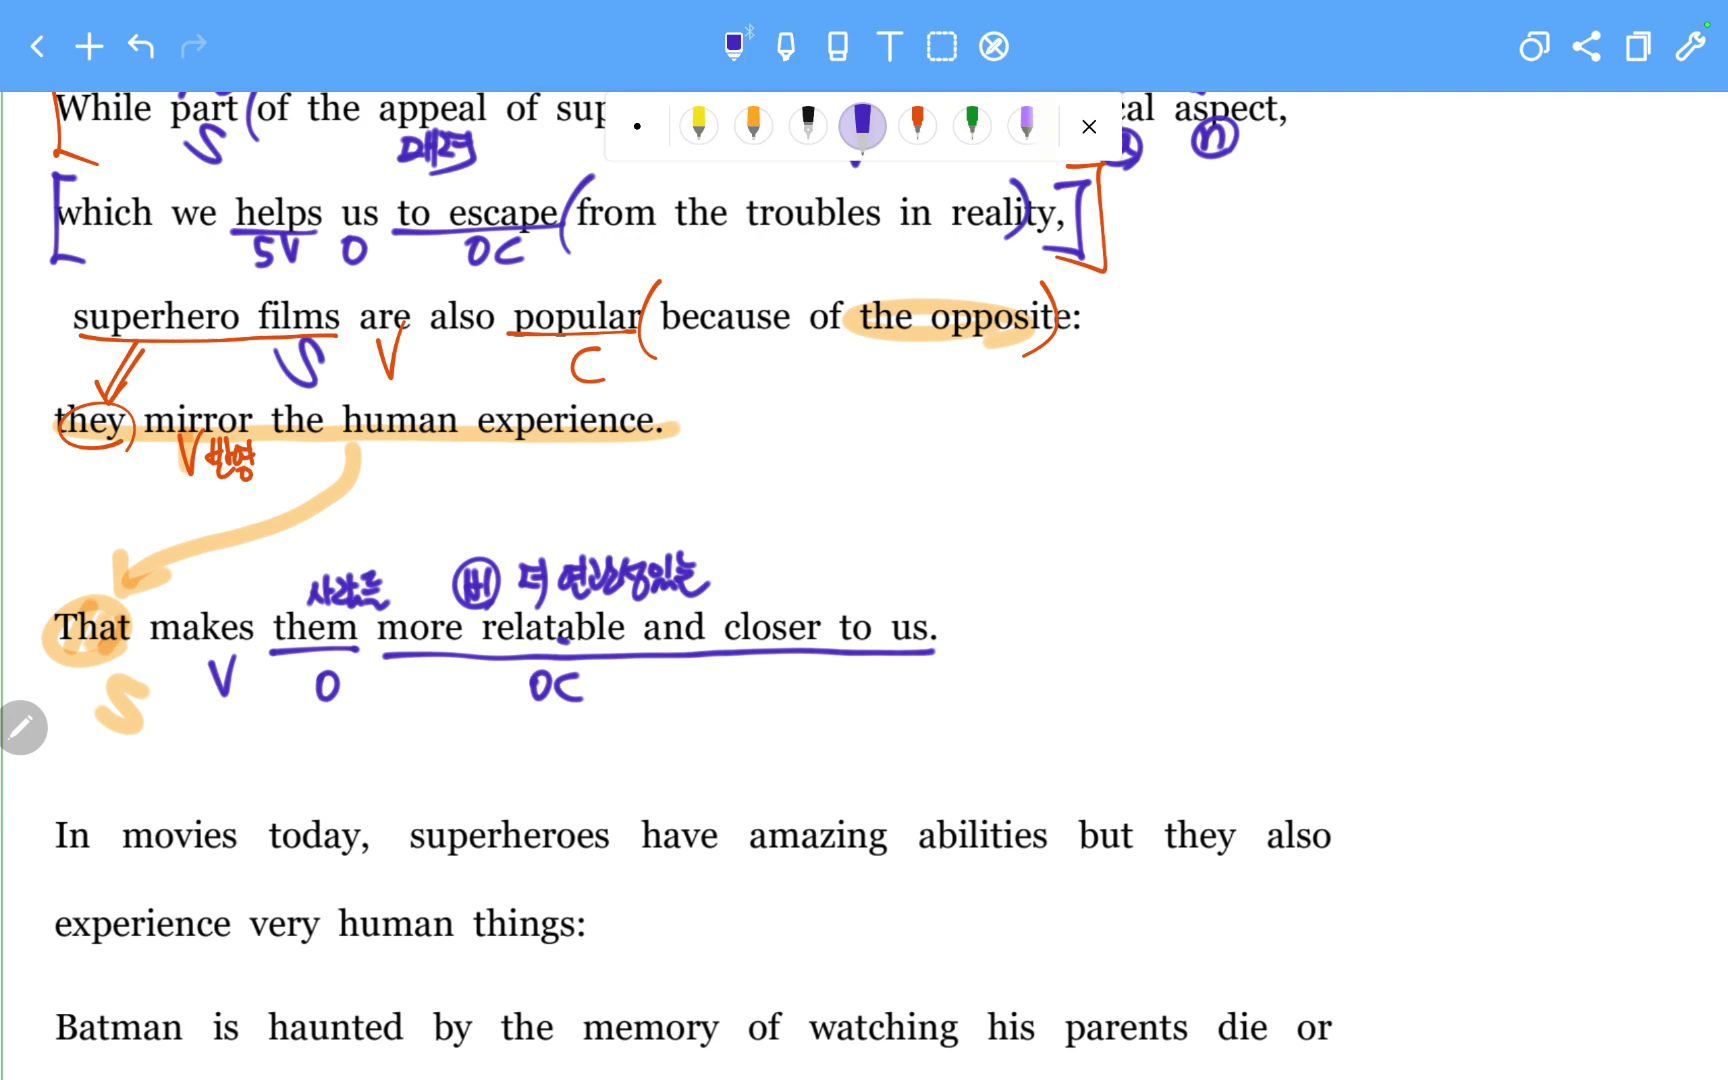 While part (of the appeal of sup al aspect,
S 매력 n
[which we helps us to escape (from the troubles in reality,)]
5V O OC
superhero films are also popular (because of the opposite):
S V C
they mirror the human experience.
V 반영
사람들 번 더 연관성있는
That makes them more relatable and closer to us.
S V O OC
In movies today, superheroes have amazing abilities but they also
experience very human things:
Batman is haunted by the memory of watching his parents die or